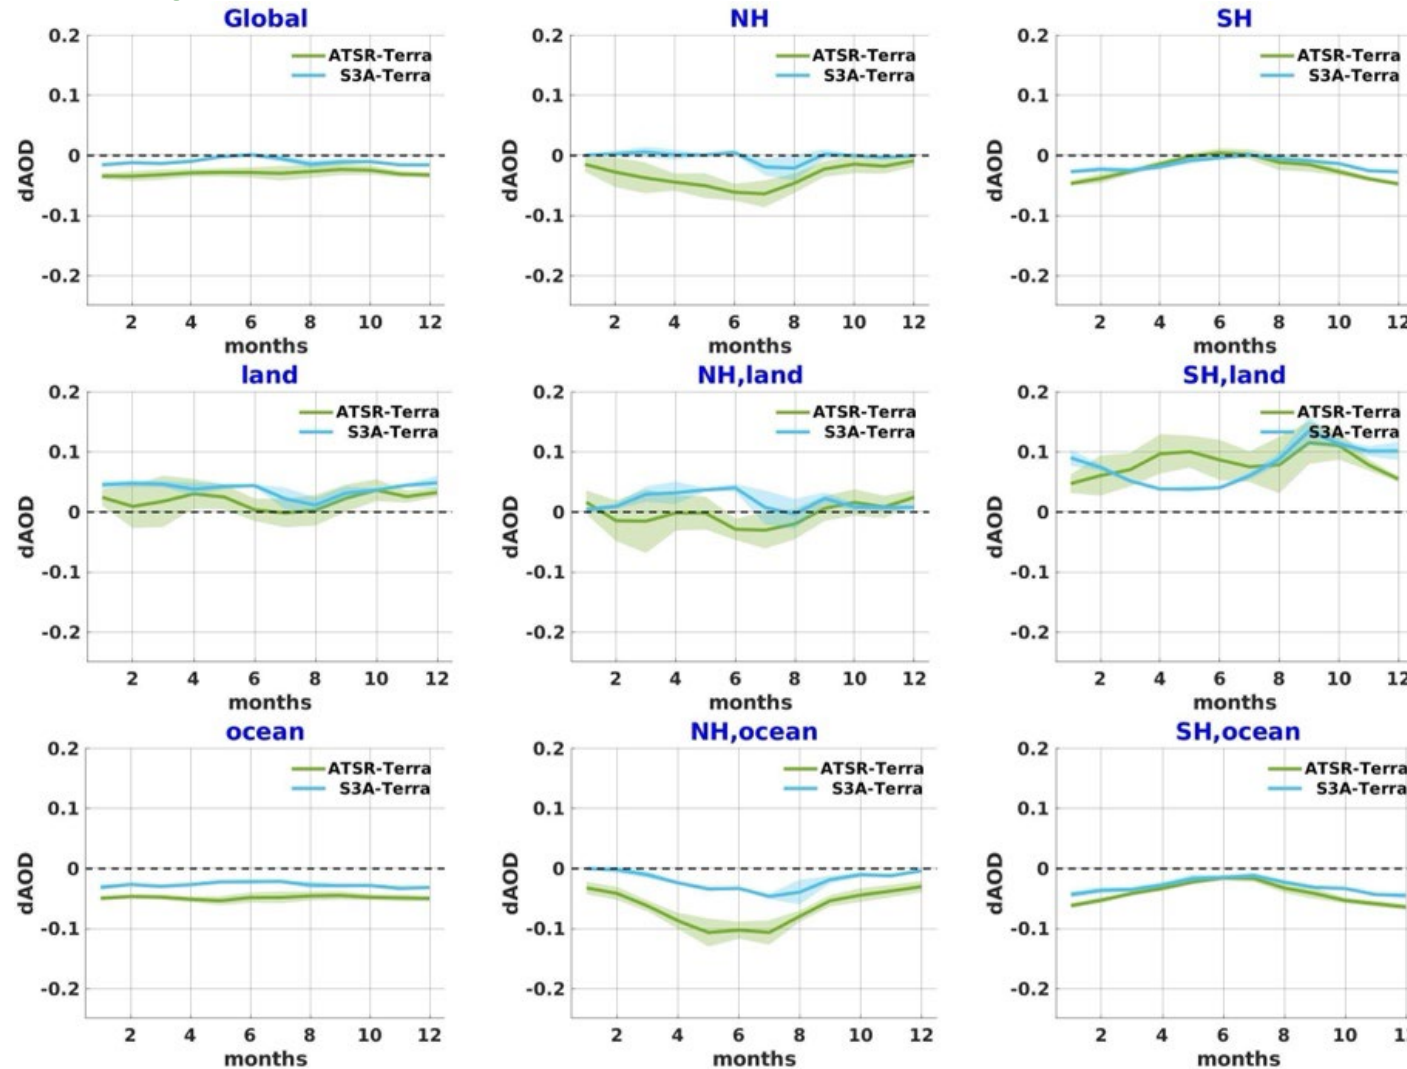 Global
NH
SH
0.2
0.1
0
-0.1
-0.2
dAOD
ATSR-Terra
S3A-Terra
2 4 6 8 10 12
months
0.2
0.1
0
-0.1
-0.2
dAOD
ATSR-Terra
S3A-Terra
2 4 6 8 10 12
months
0.2
0.1
0
-0.1
-0.2
dAOD
ATSR-Terra
S3A-Terra
2 4 6 8 10 12
months
land
NH,land
SH,land
0.2
0.1
0
-0.1
-0.2
dAOD
ATSR-Terra
S3A-Terra
2 4 6 8 10 12
months
0.2
0.1
0
-0.1
-0.2
dAOD
ATSR-Terra
S3A-Terra
2 4 6 8 10 12
months
0.2
0.1
0
-0.1
-0.2
dAOD
ATSR-Terra
S3A-Terra
2 4 6 8 10 12
months
ocean
NH,ocean
SH,ocean
0.2
0.1
0
-0.1
-0.2
dAOD
ATSR-Terra
S3A-Terra
2 4 6 8 10 12
months
0.2
0.1
0
-0.1
-0.2
dAOD
ATSR-Terra
S3A-Terra
2 4 6 8 10 12
months
0.2
0.1
0
-0.1
-0.2
dAOD
ATSR-Terra
S3A-Terra
2 4 6 8 10 12
months